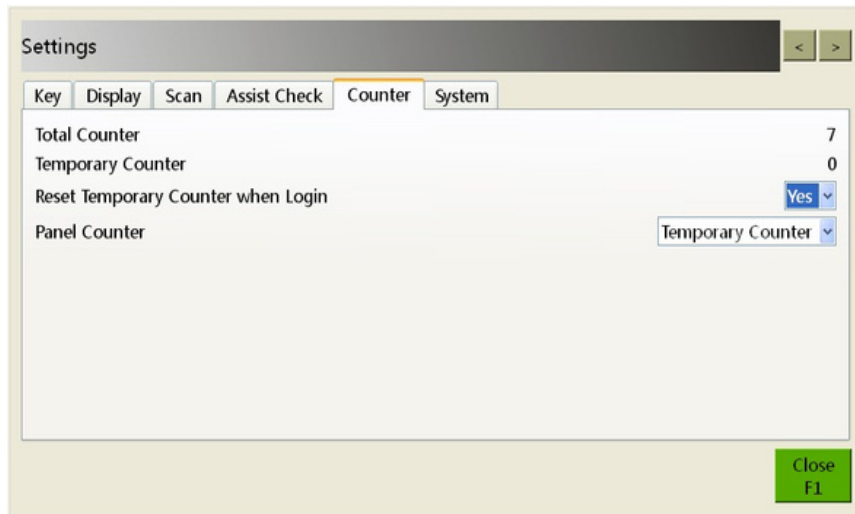 Settings
< >
Key Display Scan Assist Check Counter System
Total Counter 7
Temporary Counter 0
Reset Temporary Counter when Login Yes
Panel Counter Temporary Counter
Close
F1